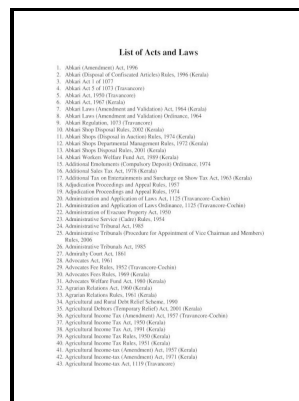 List of Acts and Laws
1. Abkari (Amendment) Act, 1996
2. Abkari (Disposal of Confiscated Articles) Rules, 1996 (Kerala)
3. Abkari Act 1 of 1077
4. Abkari Act 5 of 1073 (Travancore)
5. Abkari Act, 1950 (Travancore)
6. Abkari Act, 1967 (Kerala)
7. Abkari Laws (Amendment and Validation) Act, 1964 (Kerala)
8. Abkari Laws (Amendment and Validation) Ordinance, 1964
9. Abkari Regulation, 1073 (Travancore)
10. Abkari Shop Disposal Rules, 2002 (Kerala)
11. Abkari Shops (Disposal in Auction) Rules, 1974 (Kerala)
12. Abkari Shops Departmental Management Rules, 1972 (Kerala)
13. Abkari Shops Disposal Rules, 2001 (Kerala)
14. Abkari Workers Welfare Fund Act, 1989 (Kerala)
15. Additional Emoluments (Compulsory Deposit) Ordinance, 1974
16. Additional Sales Tax Act, 1978 (Kerala)
17. Additional Tax on Entertainments and Surcharge on Show Tax Act, 1963 (Kerala)
18. Adjudication Proceedings and Appeal Rules, 1957
19. Adjudication Proceedings and Appeal Rules, 1974
20. Administration and Application of Laws Act, 1125 (Travancore-Cochin)
21. Administration and Application of Laws Ordinance, 1125 (Travancore-Cochin)
22. Administration of Evacuee Property Act, 1950
23. Administrative Service (Cadre) Rules, 1954
24. Administrative Tribunal Act, 1985
25. Administrative Tribunals (Procedure for Appointment of Vice Chairman and Members)
Rules, 2006
26. Administrative Tribunals Act, 1985
27. Admiralty Court Act, 1861
28. Advocates Act, 1961
29. Advocates Fee Rules, 1952 (Travancore-Cochin)
30. Advocates Fees Rules, 1969 (Kerala)
31. Advocates Welfare Fund Act, 1980 (Kerala)
32. Agrarian Relations Act, 1960 (Kerala)
33. Agrarian Relations Rules, 1961 (Kerala)
34. Agricultural and Rural Debt Relief Scheme, 1990
35. Agricultural Debtors (Temporary Relief) Act, 2001 (Kerala)
36. Agricultural Income Tax (Amendment) Act, 1957 (Travancore-Cochin)
37. Agricultural Income Tax Act, 1950 (Kerala)
38. Agricultural Income Tax Act, 1991 (Kerala)
39. Agricultural Income Tax Rules, 1950 (Kerala)
40. Agricultural Income Tax Rules, 1951 (Kerala)
41. Agricultural Income-tax (Amendment) Act, 1957 (Kerala)
42. Agricultural Income-tax (Amendment) Act, 1971 (Kerala)
43. Agricultural Income-tax Act, 1119 (Travancore)